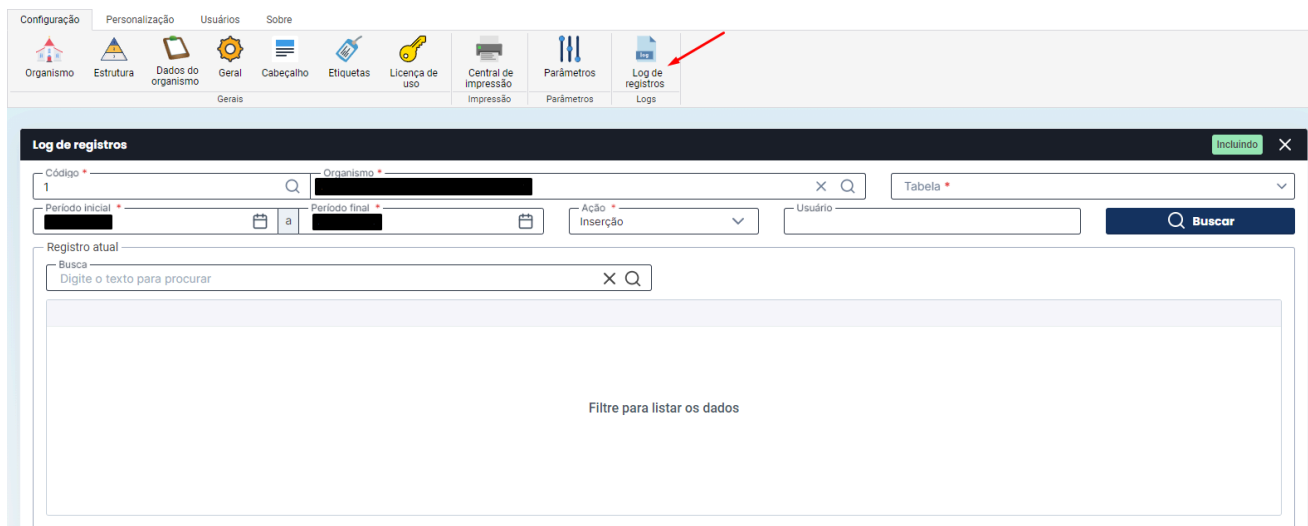 Configuração Personalização Usuários Sobre
Organismo Estrutura Dados do organismo Geral Cabeçalho Etiquetas Licença de uso Central de impressão Parâmetros log Log de registros
Gerais Impressão Parâmetros Logs
Log de registros Incluindo
Código * Organismo *
1 Tabela *
Período inicial * Período final * Ação * Usuário
a Inserção Buscar
Registro atual
Busca
Digite o texto para procurar
Filtre para listar os dados